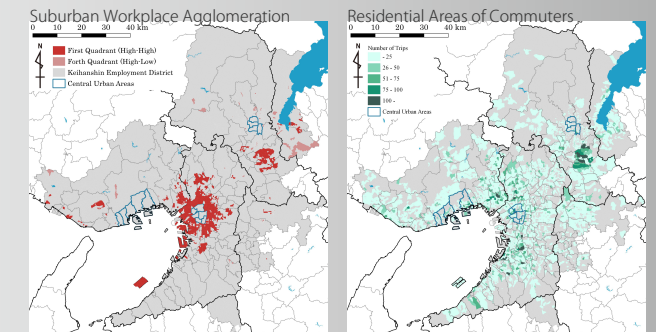 Suburban Workplace Agglomeration
0 10 20 30 40 km
N
First Quadrant (High-High)
Forth Quadrant (High-Low)
Keihanshin Employment District
Central Urban Areas
Residential Areas of Commuters
0 10 20 30 40 km
N
Number of Trips
- 25
26 - 50
51 - 75
75 - 100
100 -
Central Urban Areas